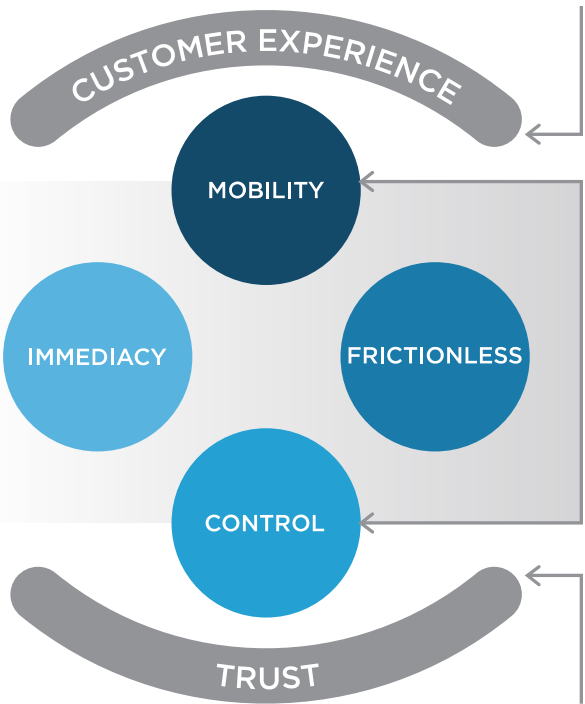 CUSTOMER EXPERIENCE
MOBILITY
IMMEDIACY
FRICTIONLESS
CONTROL
TRUST